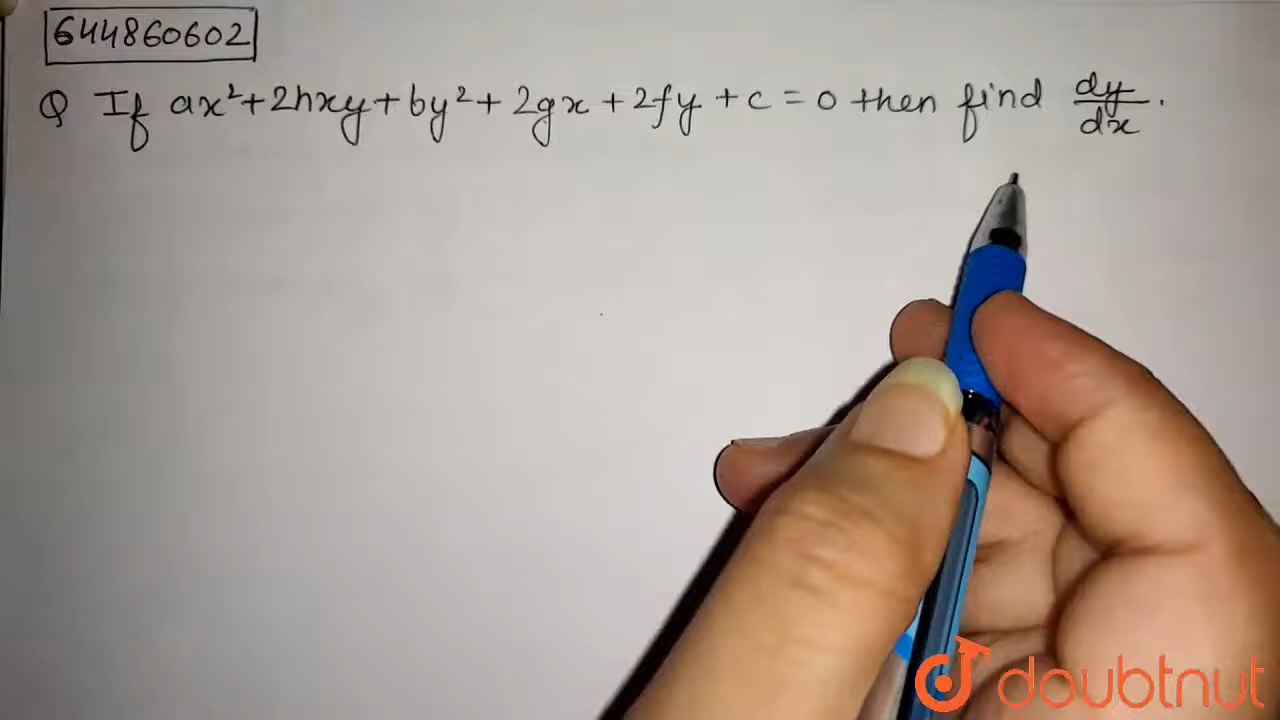 644860602
Q If ax²+2hxy+by²+2gx+2fy+c=0 then find dy/dx.
doubtnut